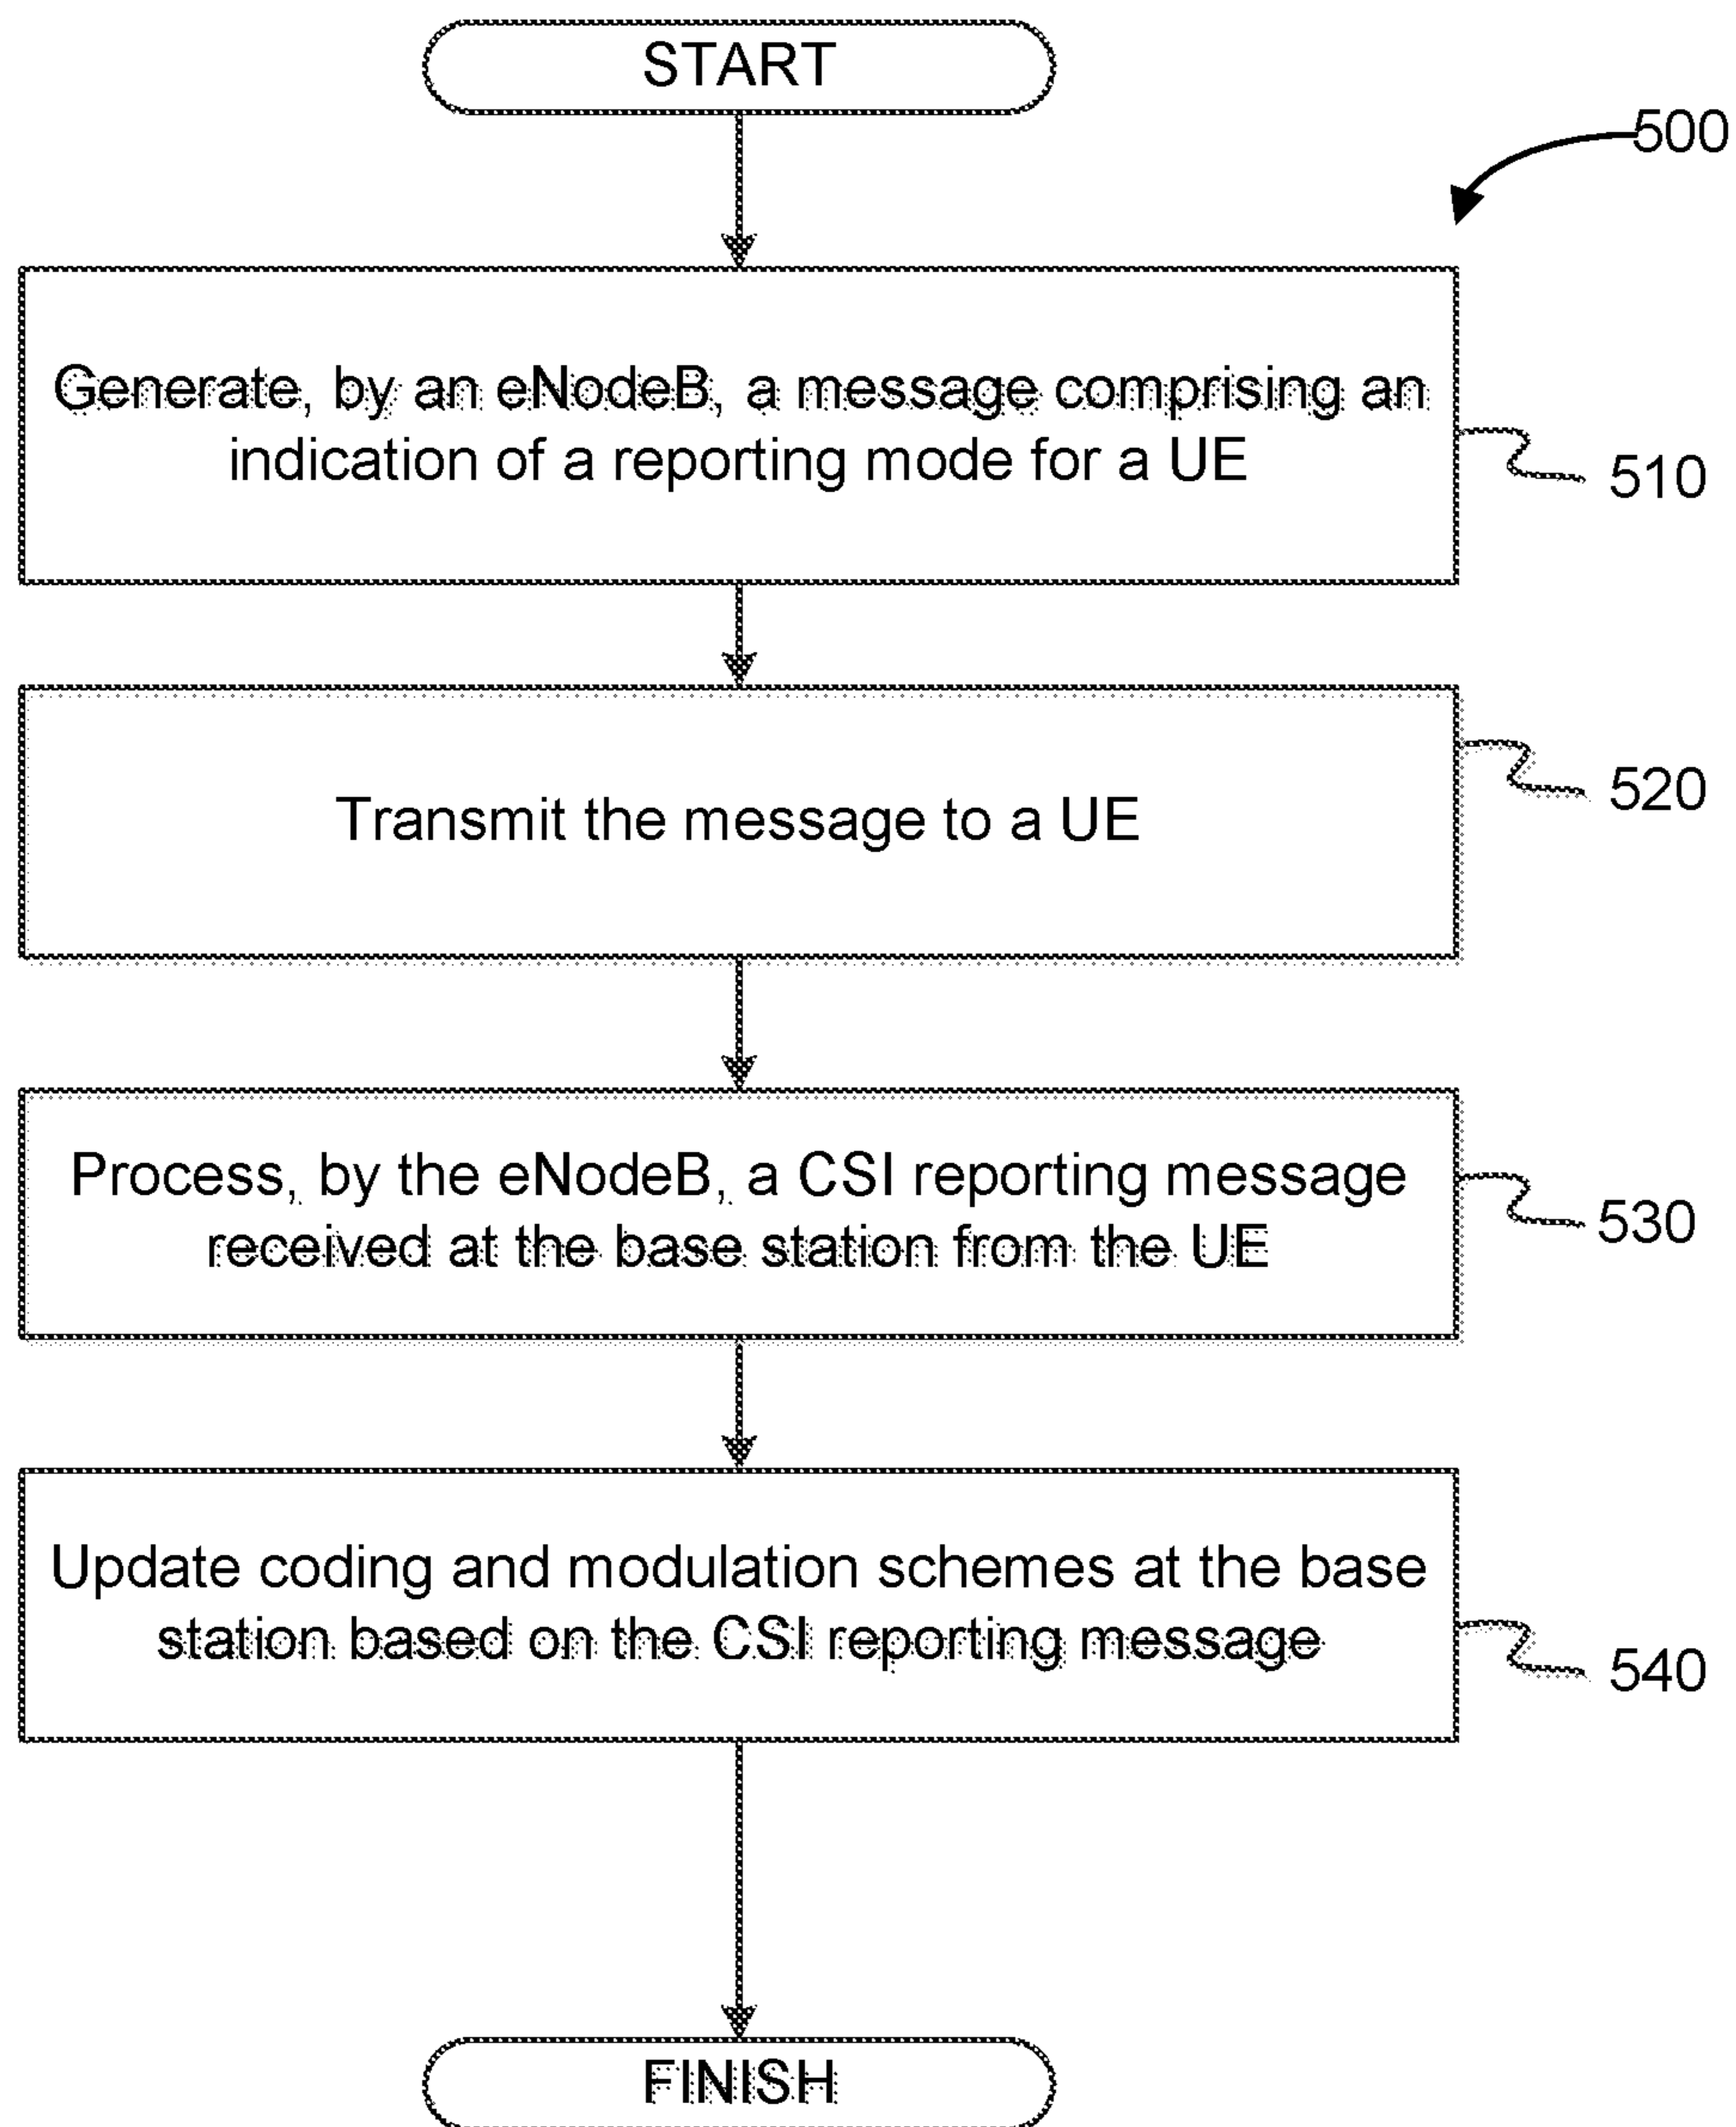 START
500
Generate, by an eNodeB, a message comprising an
indication of a reporting mode for a UE
510
Transmit the message to a UE
520
Process, by the eNodeB, a CSI reporting message
received at the base station from the UE
530
Update coding and modulation schemes at the base
station based on the CSI reporting message
540
FINISH